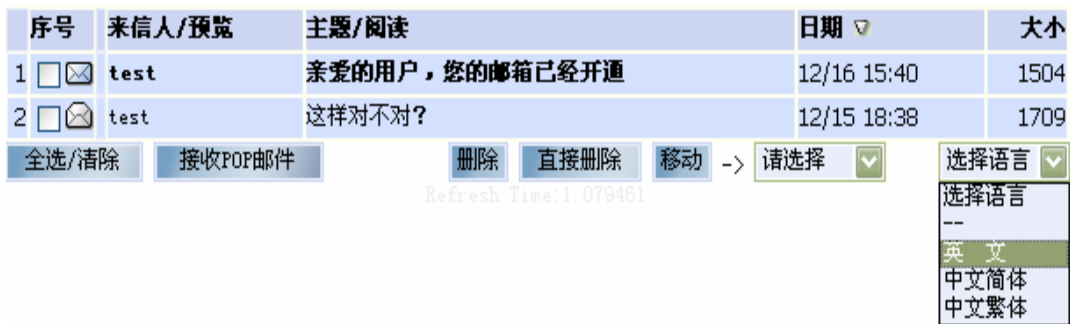 序号 来信人/预览 主题/阅读 日期 大小
1 test 亲爱的用户，您的邮箱已经开通 12/16 15:40 1504
2 test 这样对不对? 12/15 18:38 1709
全选/清除 接收POP邮件 删除 直接删除 移动 -> 请选择 选择语言
Refresh Time:1.079461
选择语言
--
英 文
中文简体
中文繁体